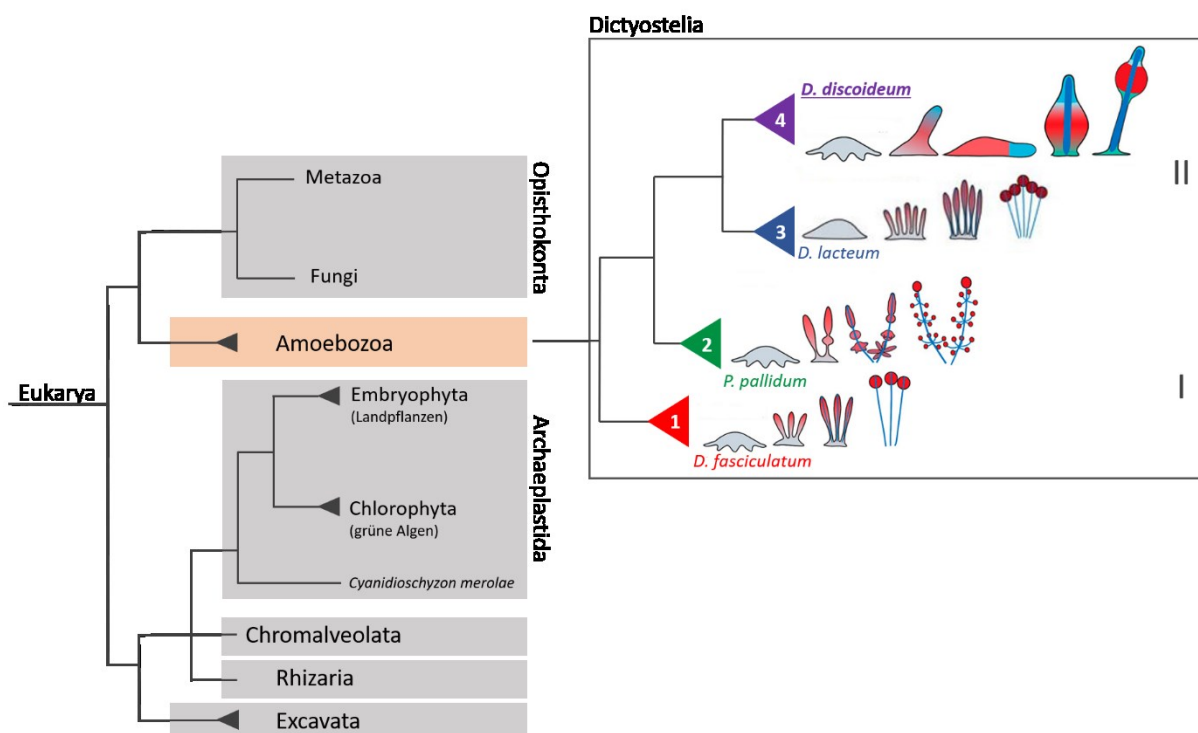 Dictyostelia
D. discoideum
4
II
3
D. lacteum
2
P. pallidum
I
1
D. fasciculatum
Opisthokonta
Metazoa
Fungi
Amoebozoa
Eukarya
Archaeplastida
Embryophyta
(Landpflanzen)
Chlorophyta
(grüne Algen)
Cyanidioschyzon merolae
Chromalveolata
Rhizaria
Excavata